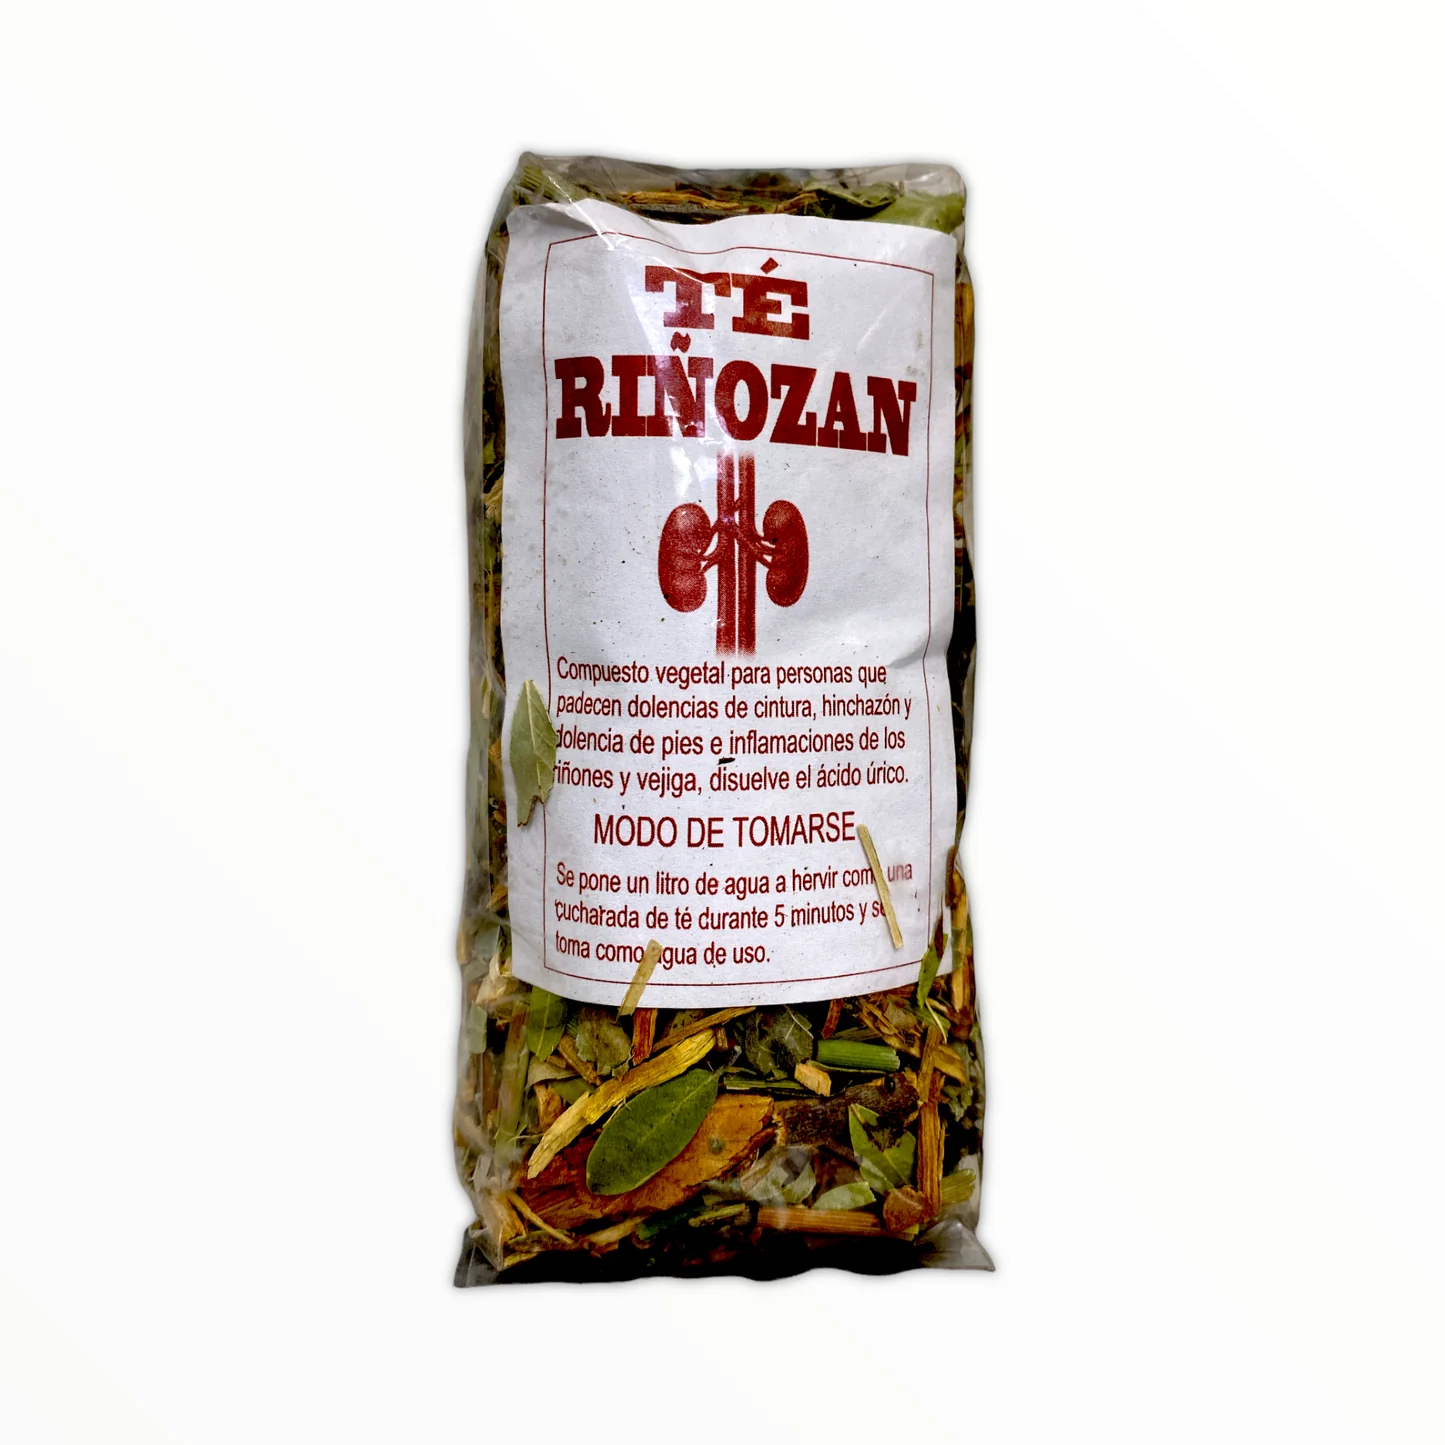 TÉ
RIÑOZAN
Compuesto vegetal para personas que
padecen dolencias de cintura, hinchazón y
dolencia de pies e inflamaciones de los
riñones y vejiga, disuelve el ácido úrico.
MODO DE TOMARSE
Se pone un litro de agua a hervir com una
cucharada de té durante 5 minutos y se
toma como agua de uso.